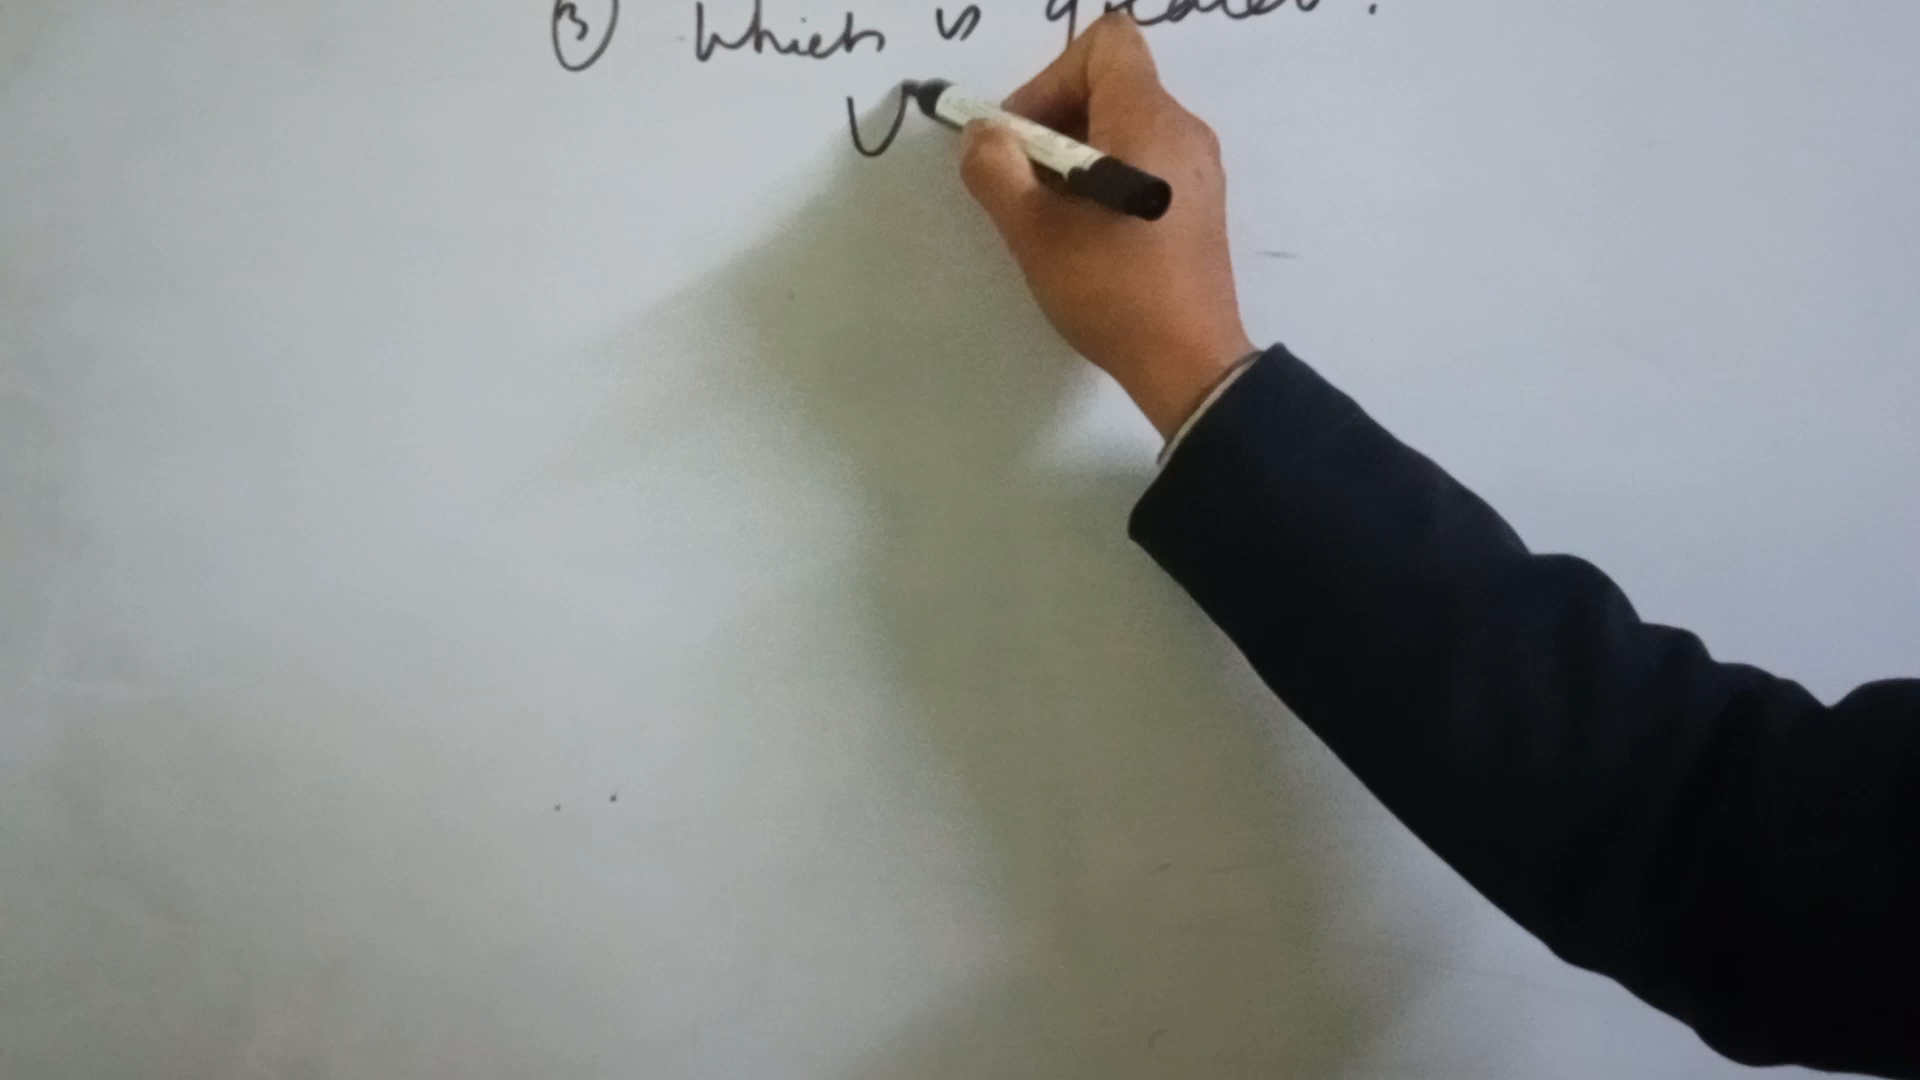 ③ Which is greater?